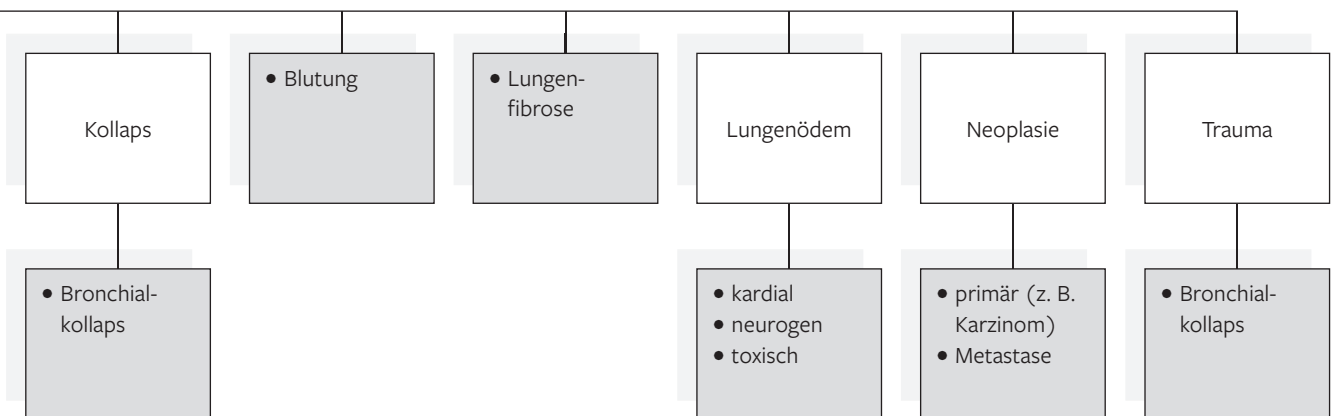 Kollaps
• Blutung
• Lungen-
fibrose
Lungenödem
Neoplasie
Trauma
• Bronchial-
kollaps
• kardial
• neurogen
• toxisch
• primär (z. B.
Karzinom)
• Metastase
• Bronchial-
kollaps